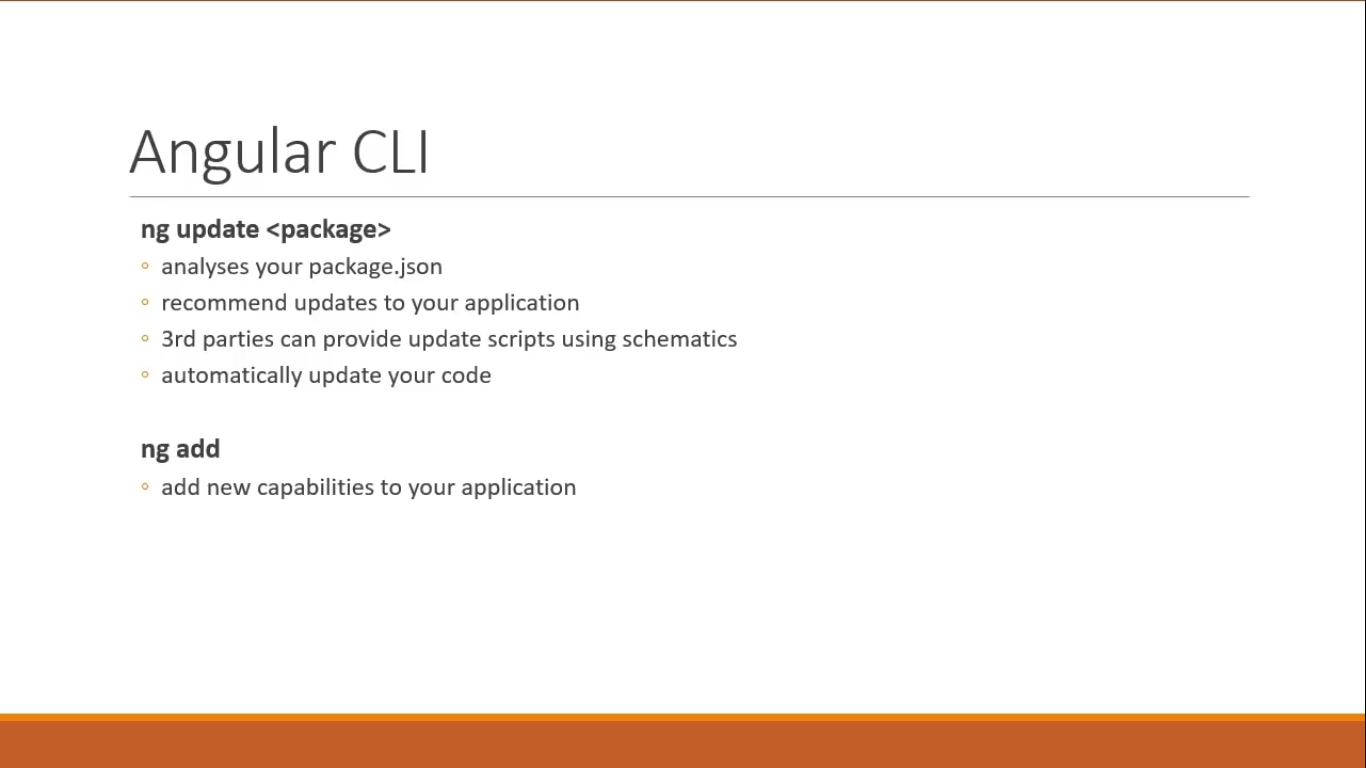 Angular CLI
ng update <package>
analyses your package.json
recommend updates to your application
3rd parties can provide update scripts using schematics
automatically update your code
ng add
add new capabilities to your application